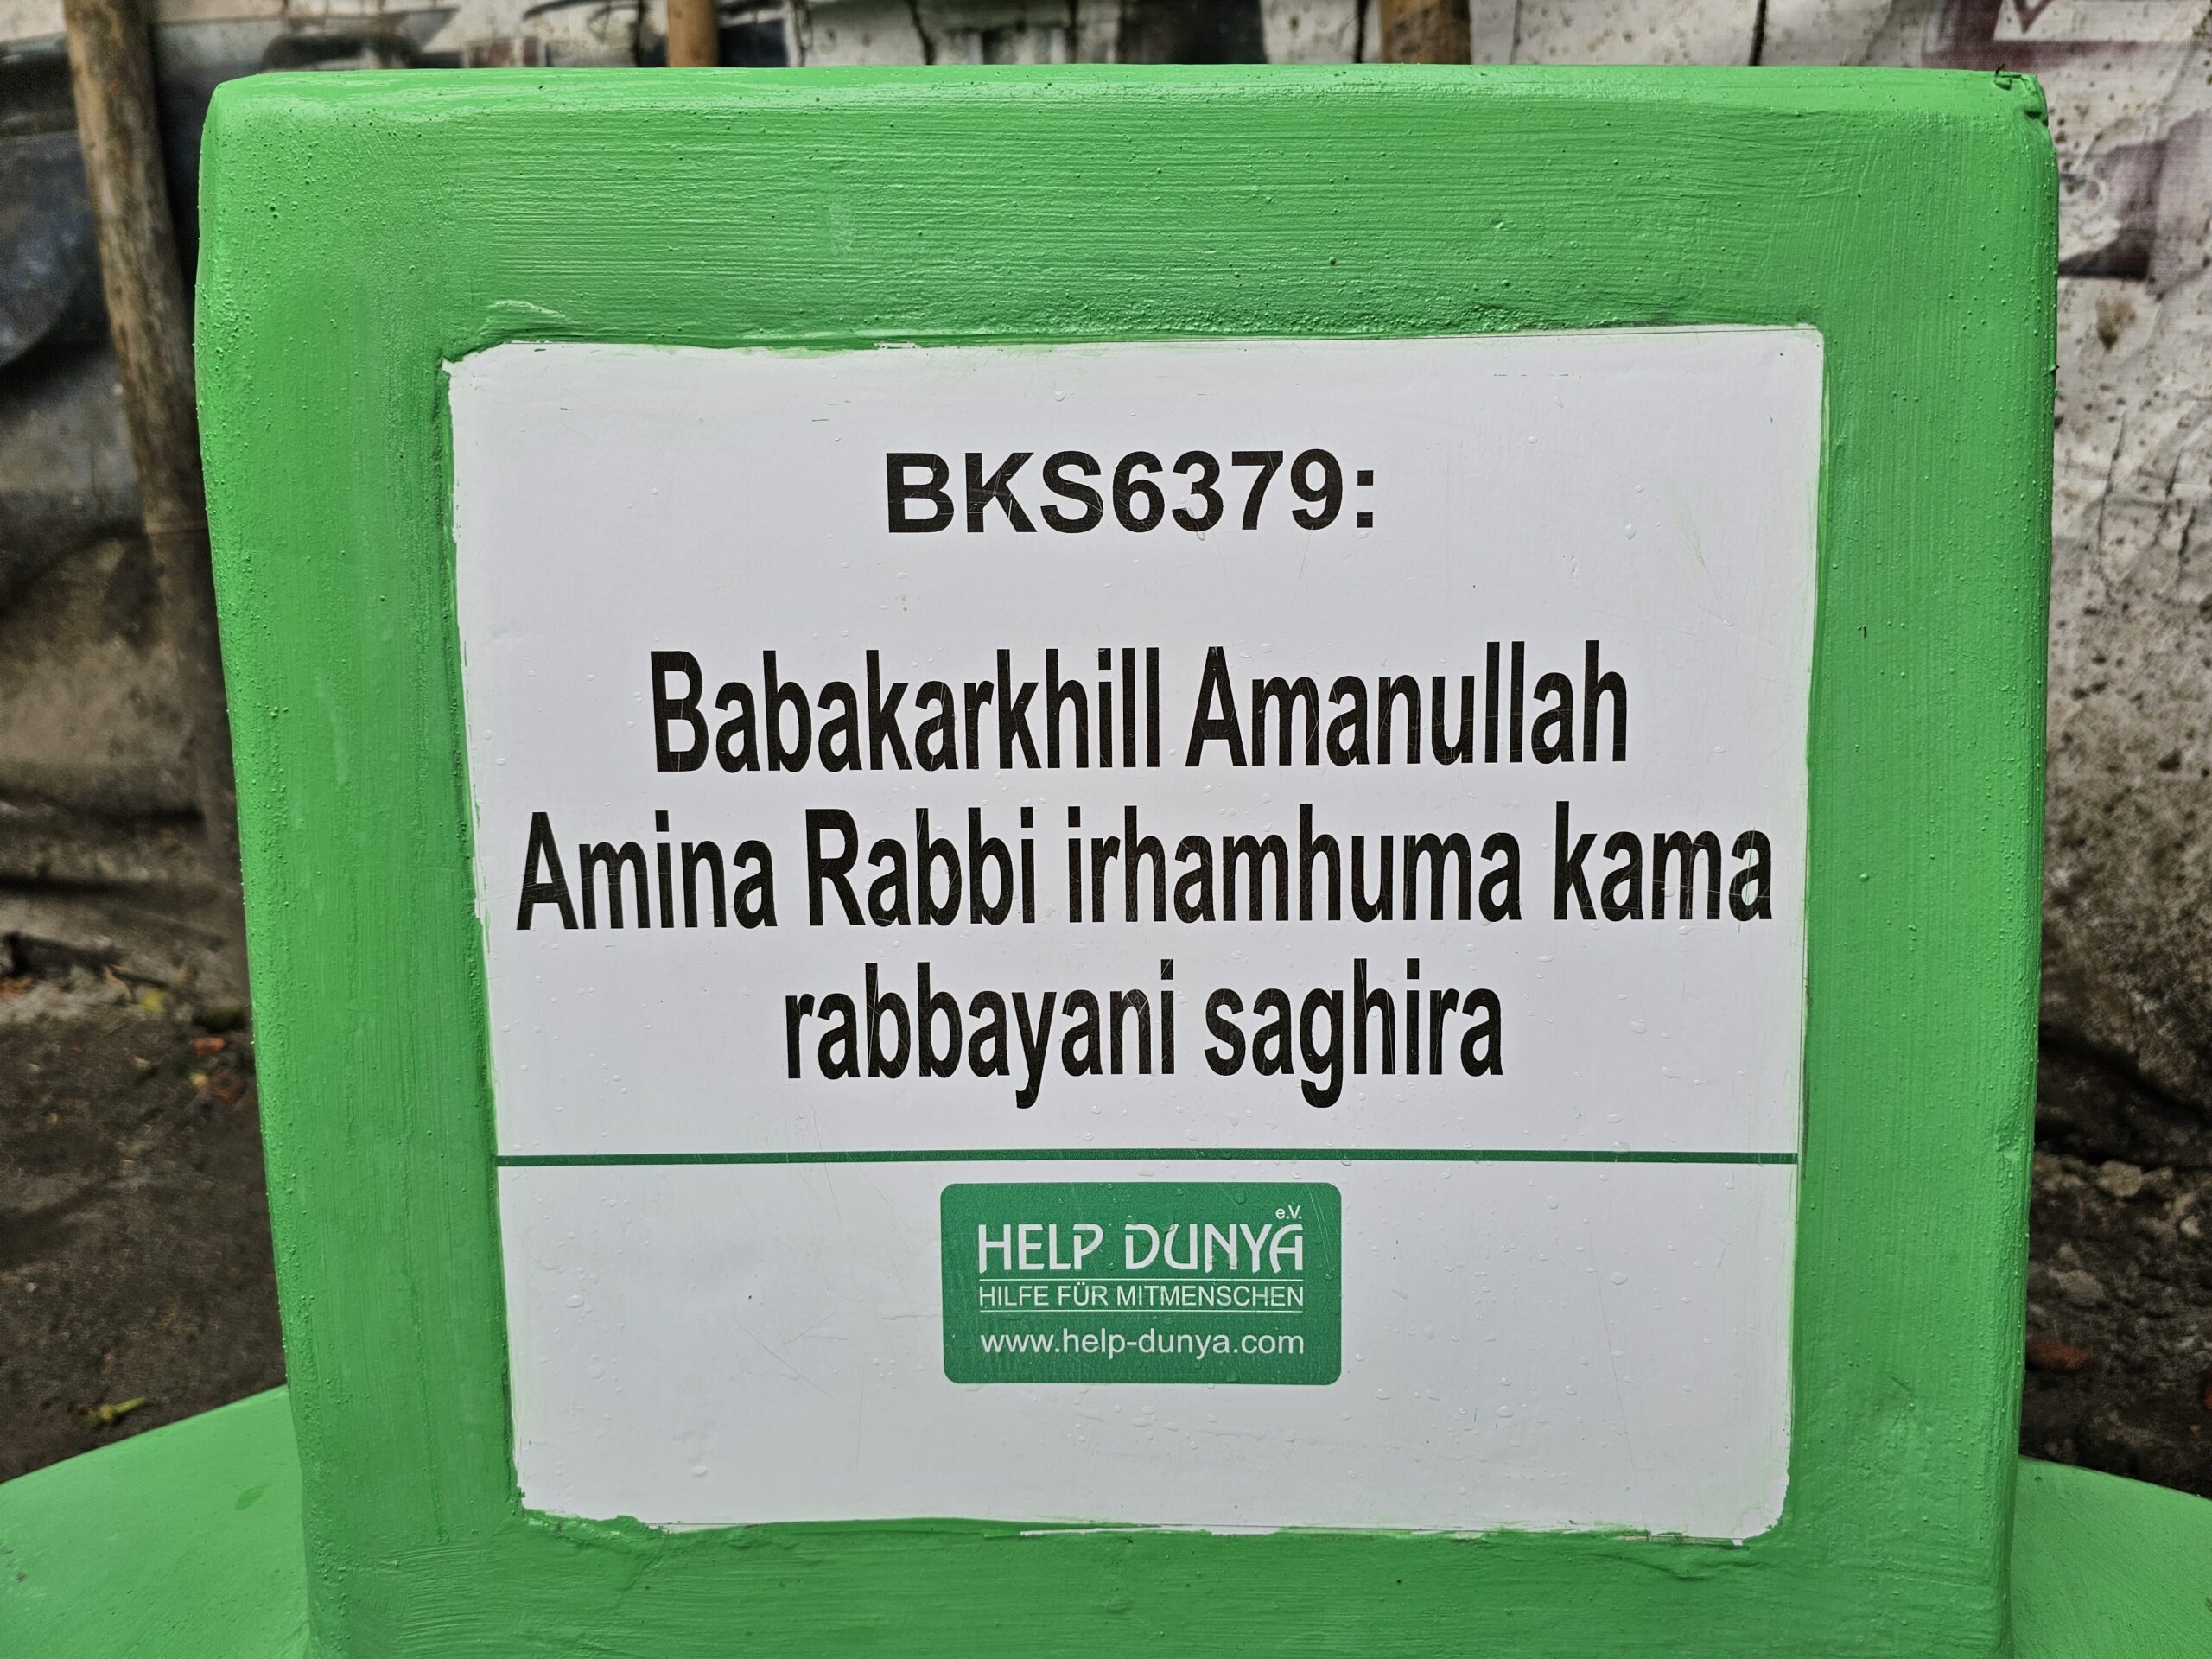 BKS6379:
Babakarkhill Amanullah
Amina Rabbi irhamhuma kama
rabbayani saghira
HELP DUNYA e.V.
HILFE FÜR MITMENSCHEN
www.help-dunya.com